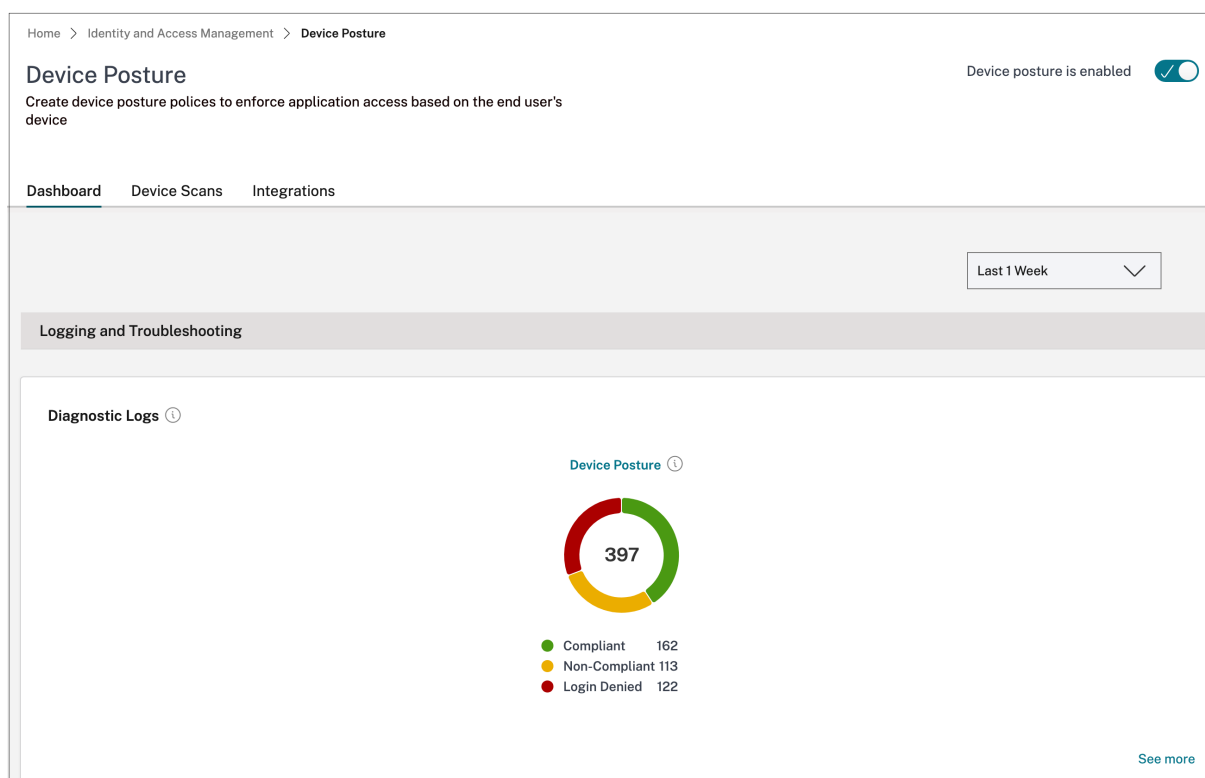 Home > Identity and Access Management > Device Posture
Device Posture
Device posture is enabled
Create device posture polices to enforce application access based on the end user's
device
Dashboard Device Scans Integrations
Last 1 Week
Logging and Troubleshooting
Diagnostic Logs
Device Posture
397
Compliant 162
Non-Compliant 113
Login Denied 122
See more